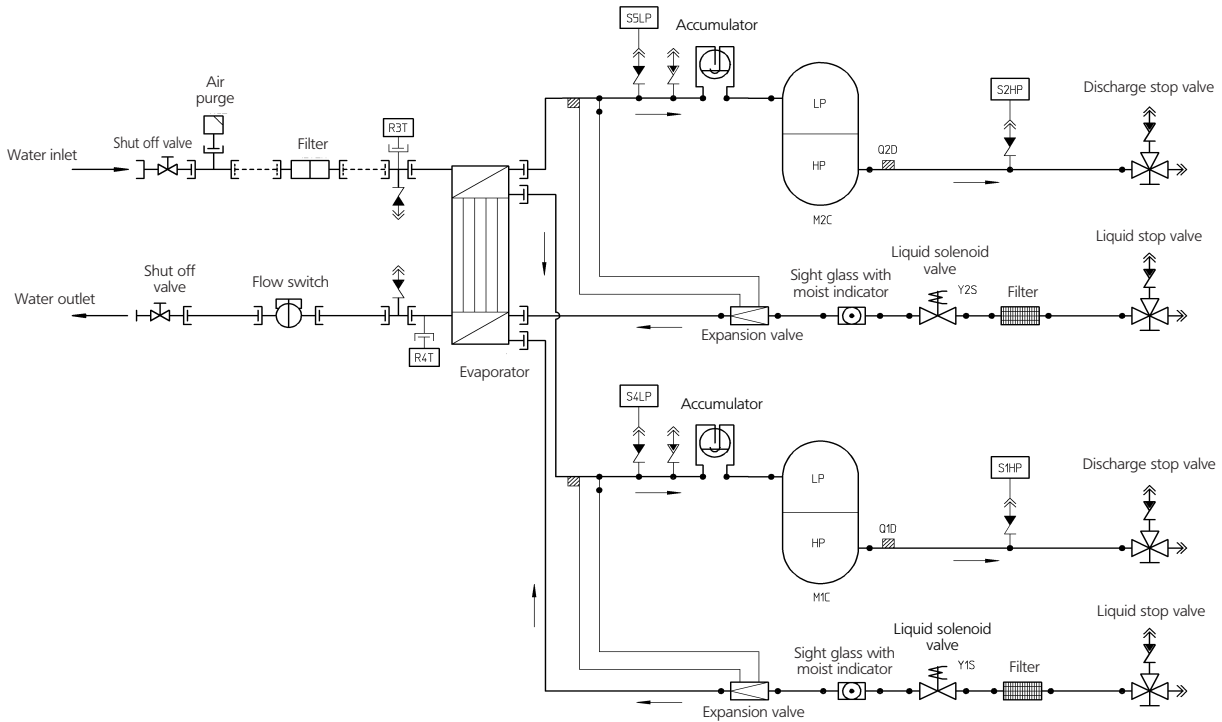 S5LP
Accumulator
Air
purge
S2HP
Discharge stop valve
LP
Shut off valve
Filter
R3T
Water inlet
Q2D
HP
M2C
Liquid stop valve
Shut off
valve
Flow switch
Sight glass with
moist indicator
Liquid solenoid
valve
Y2S
Filter
Water outlet
Expansion valve
R4T
Evaporator
S4LP
Accumulator
S1HP
Discharge stop valve
LP
Q1D
HP
M1C
Liquid stop valve
Sight glass with
moist indicator
Liquid solenoid
valve
Y1S
Filter
Expansion valve